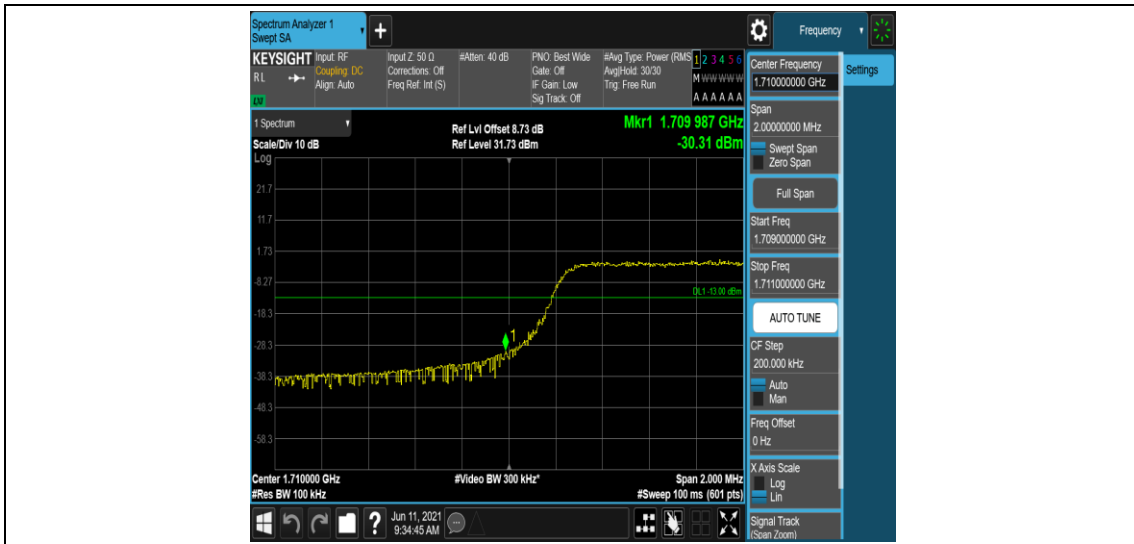 Spectrum Analyzer 1
Swept SA
+
Frequency
KEYSIGHT
RL
LXI
Input: RF
Coupling: DC
Align: Auto
Input Z: 50 Ω
Corrections: Off
Freq Ref: Int (S)
#Atten: 40 dB
PNO: Best Wide
Gate: Off
IF Gain: Low
Sig Track: Off
#Avg Type: Power (RMS
Avg|Hold: 30/30
Trig: Free Run
1 2 3 4 5 6
M W W W W W
A A A A A A
1 Spectrum
Scale/Div 10 dB
Ref Lvl Offset 8.73 dB
Ref Level 31.73 dBm
Mkr1 1.709 987 GHz
-30.31 dBm
Log
21.7
11.7
1.73
-8.27
-18.3
-28.3
-38.3
-48.3
-58.3
DL1 -13.00 dBm
1
Center 1.710000 GHz
#Video BW 300 kHz*
Span 2.000 MHz
#Res BW 100 kHz
#Sweep 100 ms (601 pts)
?
Jun 11, 2021
9:34:45 AM
Center Frequency
1.710000000 GHz
Settings
Span
2.00000000 MHz
Swept Span
Zero Span
Full Span
Start Freq
1.709000000 GHz
Stop Freq
1.711000000 GHz
AUTO TUNE
CF Step
200.000 kHz
Auto
Man
Freq Offset
0 Hz
X Axis Scale
Log
Lin
Signal Track
(Span Zoom)